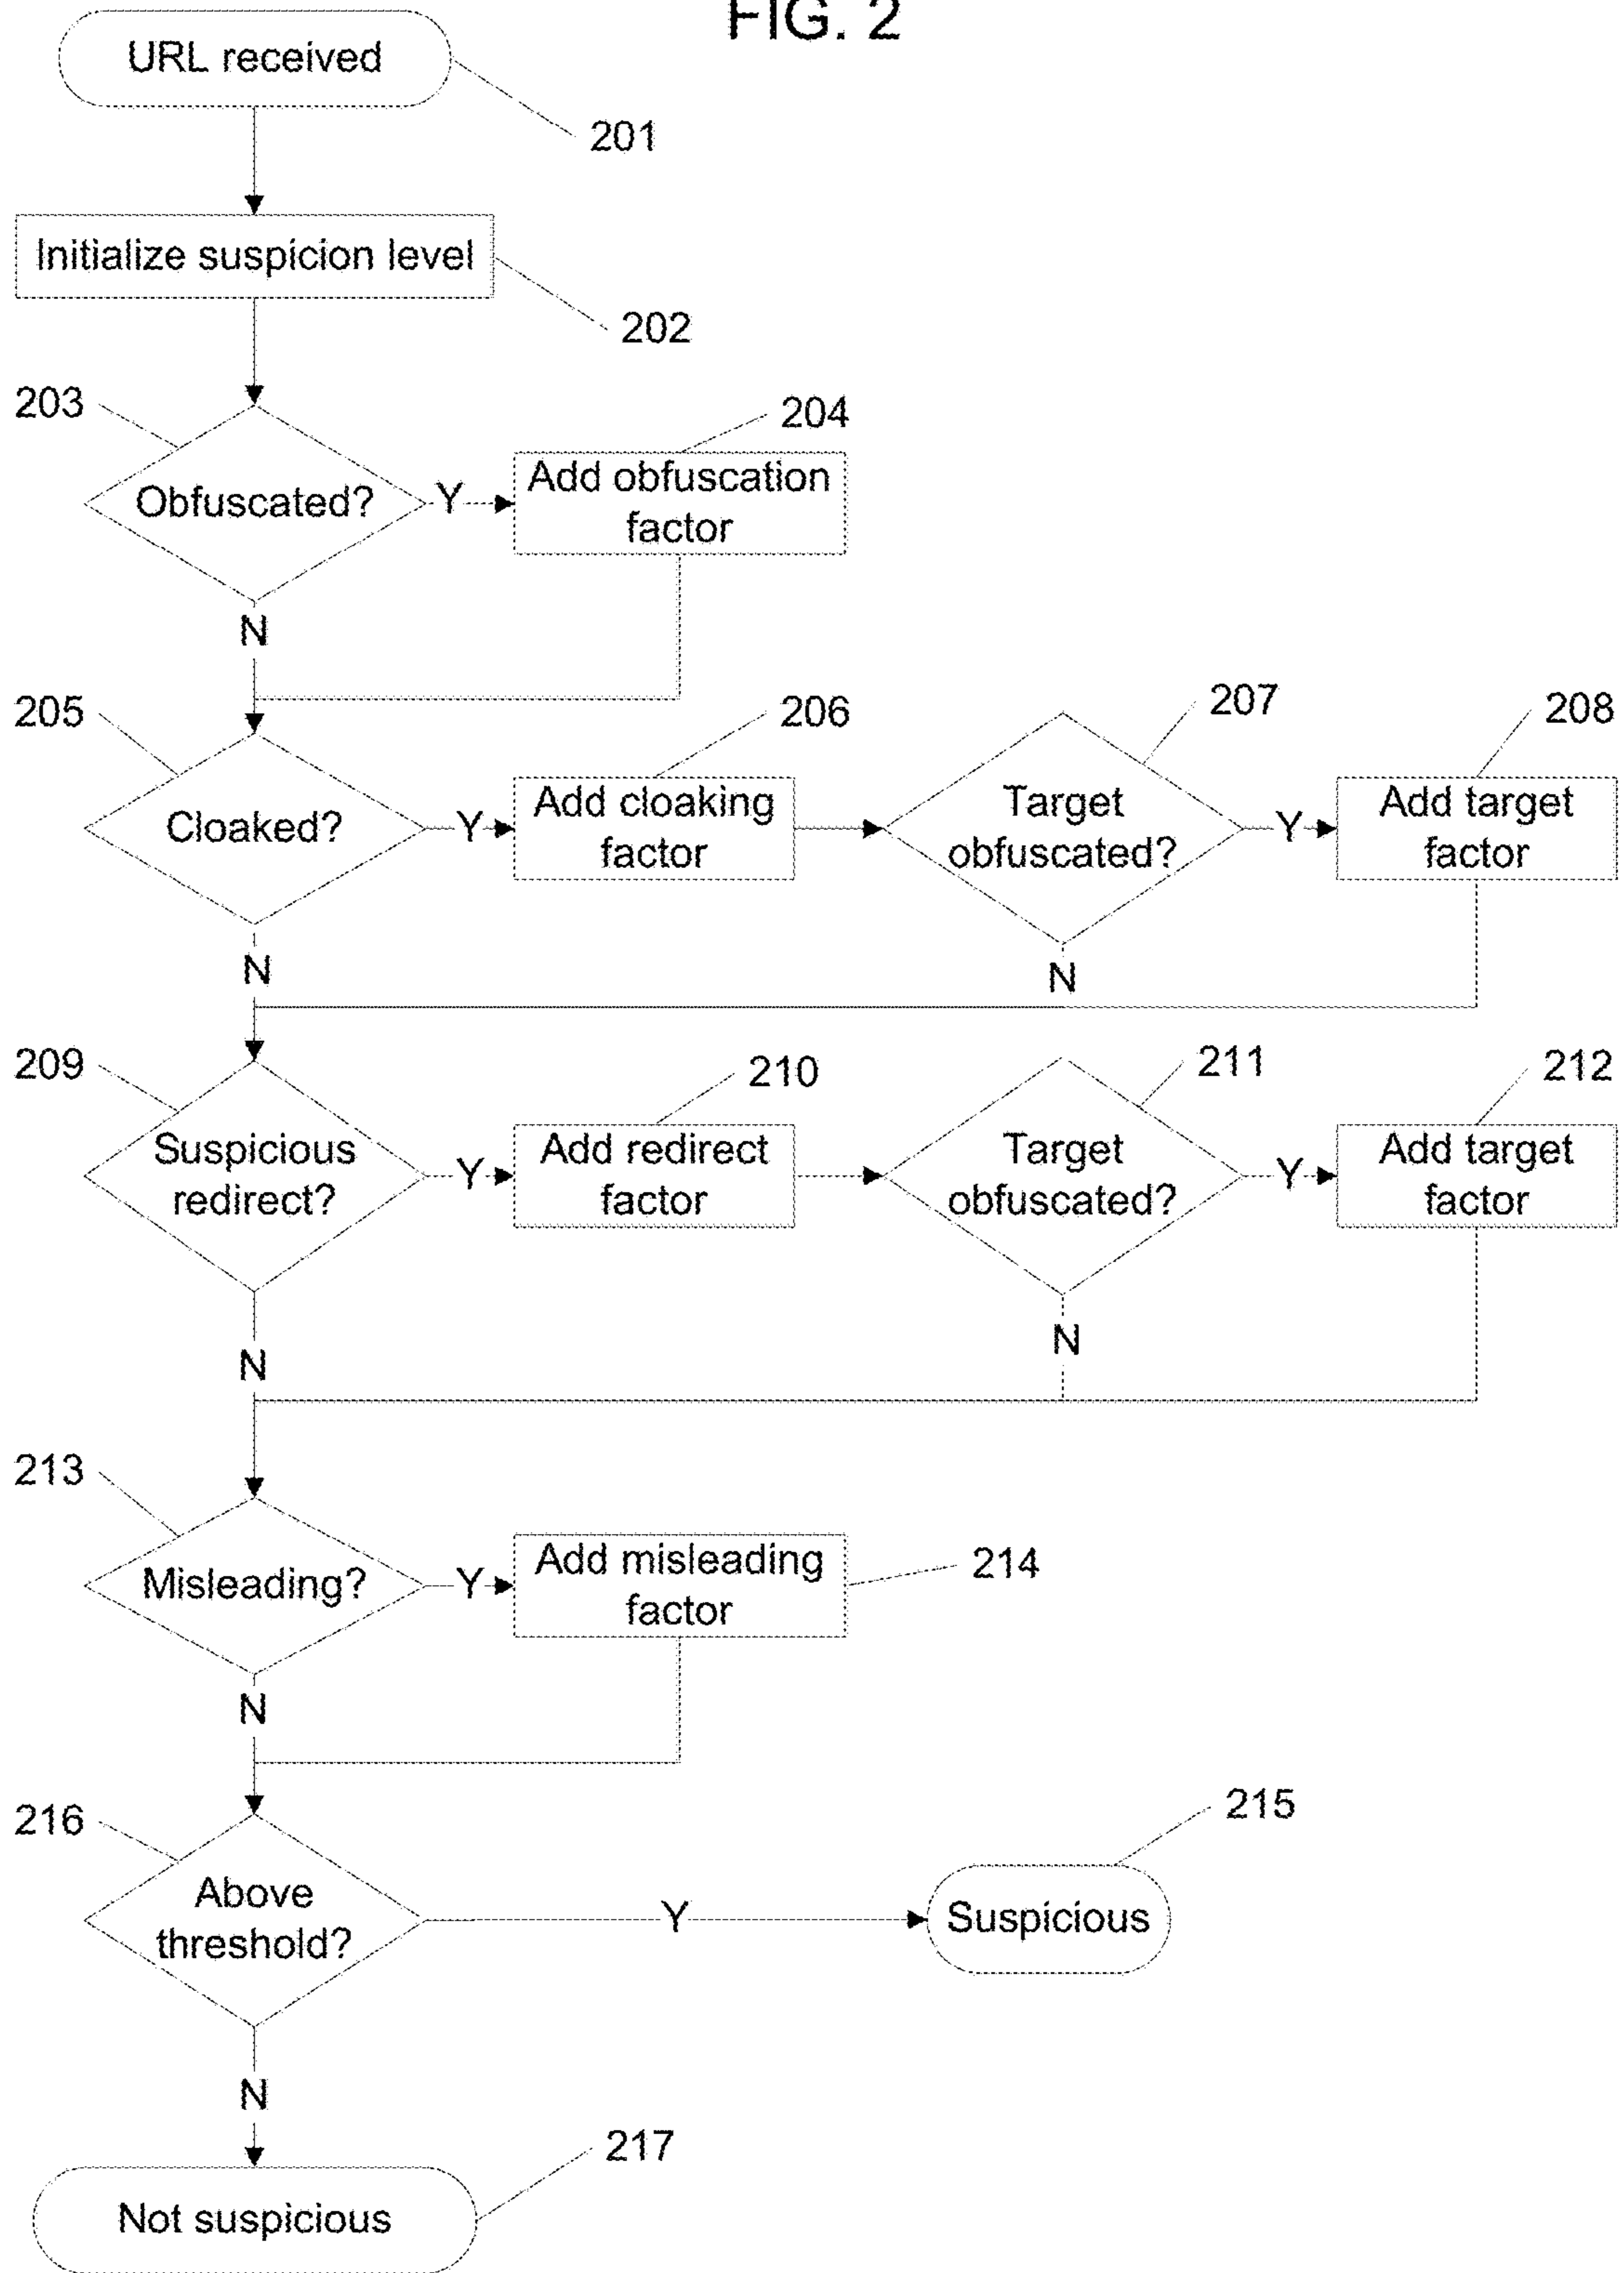 FIG. 2
URL received
201
Initialize suspicion level
202
203
204
Obfuscated?
Y
Add obfuscation
factor
N
205
206
207
208
Cloaked?
Y
Add cloaking
factor
Target
obfuscated?
Y
Add target
factor
N
N
209
210
211
212
Suspicious
redirect?
Y
Add redirect
factor
Target
obfuscated?
Y
Add target
factor
N
N
213
Misleading?
Y
Add misleading
factor
214
N
216
215
Above
threshold?
Y
Suspicious
N
217
Not suspicious